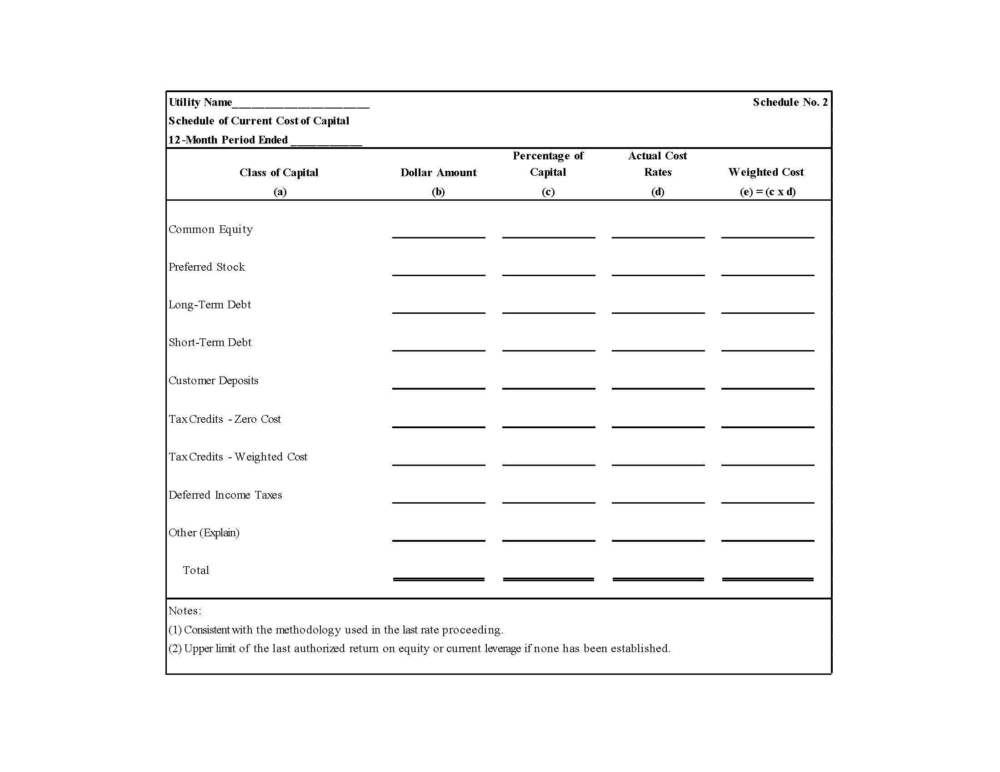 Utility Name_____________________ Schedule No. 2
Schedule of Current Cost of Capital
12-Month Period Ended ___________
Percentage of Actual Cost
Class of Capital Dollar Amount Capital Rates Weighted Cost
(a) (b) (c) (d) (e) = (c x d)
Common Equity
Preferred Stock
Long-Term Debt
Short-Term Debt
Customer Deposits
Tax Credits - Zero Cost
Tax Credits - Weighted Cost
Deferred Income Taxes
Other (Explain)
Total
Notes:
(1) Consistent with the methodology used in the last rate proceeding.
(2) Upper limit of the last authorized return on equity or current leverage if none has been established.